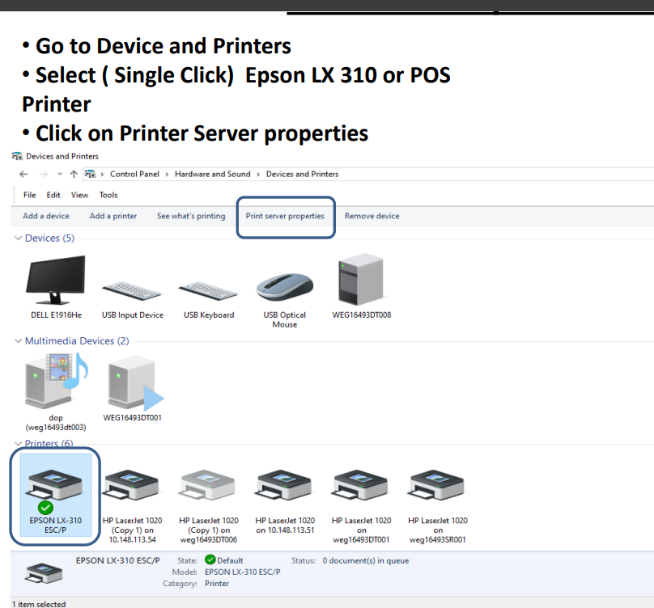 • Go to Device and Printers
• Select ( Single Click)  Epson LX 310 or POS
Printer
• Click on Printer Server properties
Devices and Printers
Control Panel > Hardware and Sound > Devices and Printers
File Edit View Tools
Add a device Add a printer See what's printing Print server properties Remove device
Devices (5)
DELL E1916He USB Input Device USB Keyboard USB Optical WEG16493DT008
Mouse
Multimedia Devices (2)
dop WEG16493DT001
(weg16493dt003)
Printers (6)
EPSON LX-310 HP LaserJet 1020 HP LaserJet 1020 HP LaserJet 1020 HP LaserJet 1020 HP LaserJet 1020
ESC/P (Copy 1) on (Copy 1) on on 10.148.113.51 on on
10.148.113.54 weg16493DT006 weg16493DT001 weg16493SR001
EPSON LX-310 ESC/P State: Default Status: 0 document(s) in queue
Model: EPSON LX-310 ESC/P
Category: Printer
1 item selected